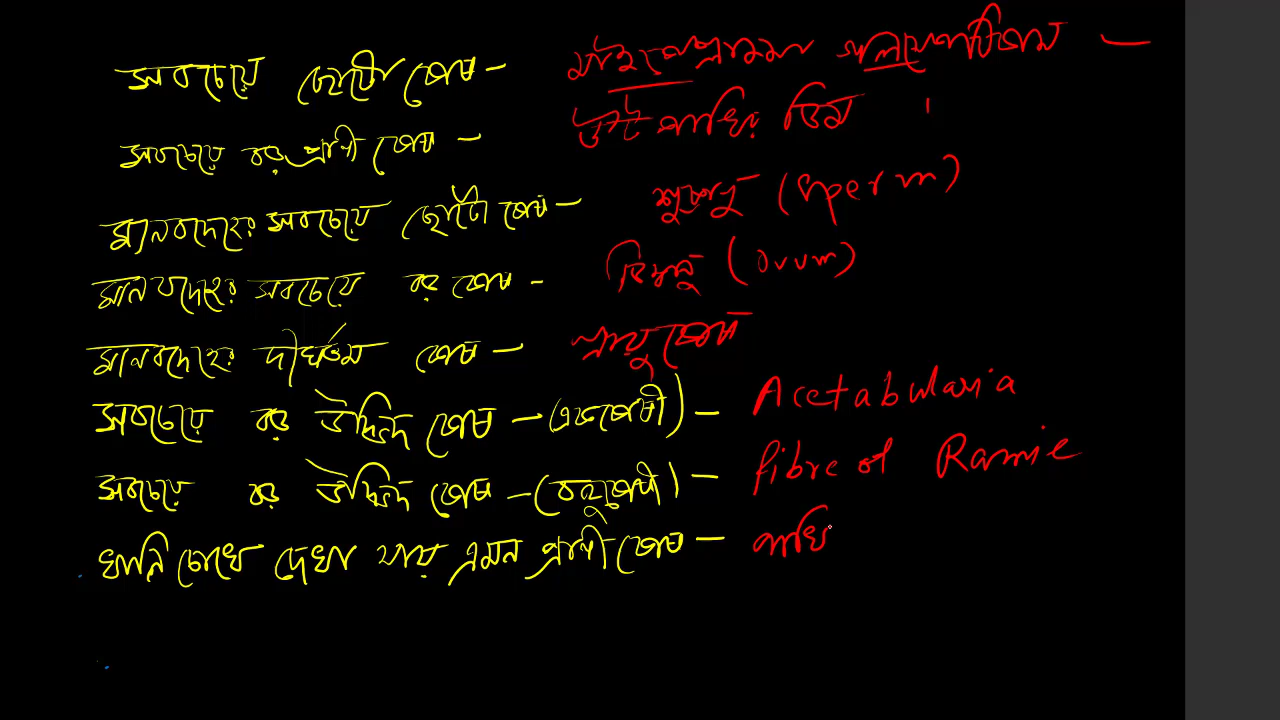 সবচেয়ে ছোটো কোষ - মাইকোপ্লাজমা গ্যালিসেপটিকাম -
সবচেয়ে বড় প্রাণী কোষ - উট পাখির ডিম ।
মানবদেহের সবচেয়ে ছোটো কোষ - শুক্রাণু (Sperm)
মানবদেহের সবচেয়ে বড় কোষ - ডিম্বাণু (Ovum)
মানবদেহের দীর্ঘতম কোষ - স্নায়ু কোষ
সবচেয়ে বড় উদ্ভিদ কোষ - (এককোষী) - Acetabularia
সবচেয়ে বড় উদ্ভিদ কোষ - (বহুকোষী) - Fibre of Ramie
খালি চোখে দেখা যায় এমন প্রাণী কোষ - পাখি